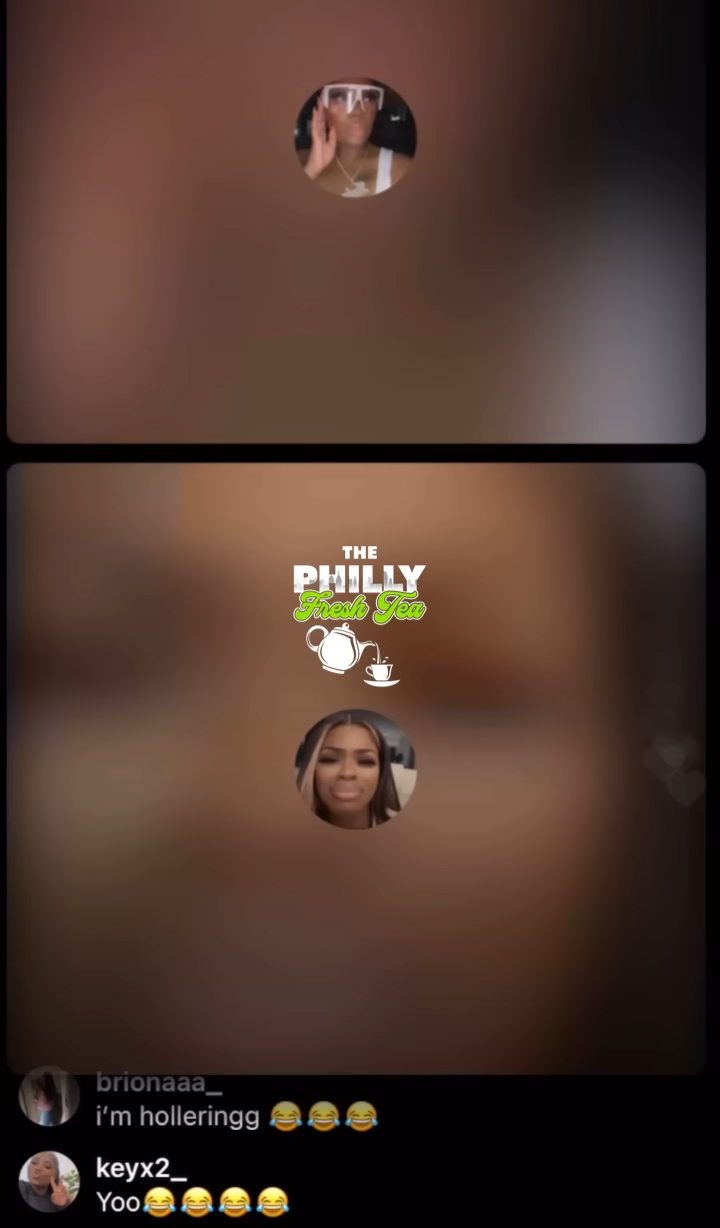 THE
PHILLY
Fresh Tea
brionaaa_
i'm holleringg 😂😂😂
keyx2_
Yoo😂😂😂😂